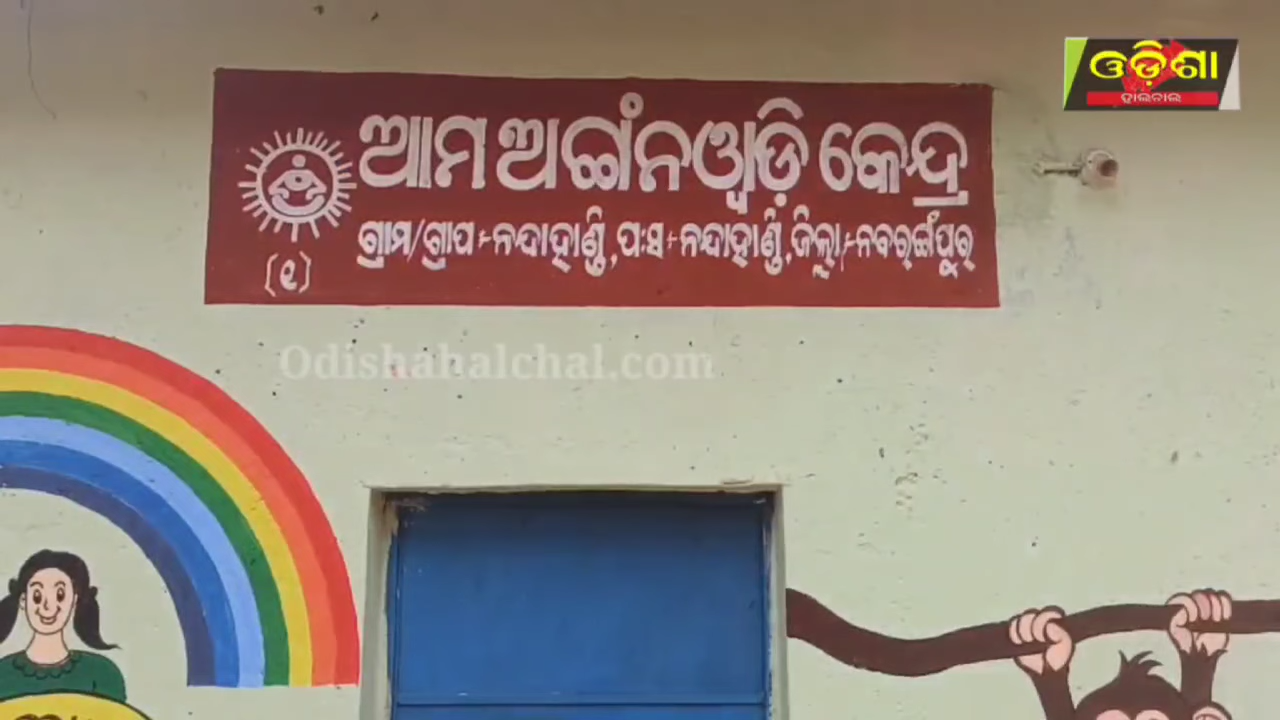 ଓଡ଼ିଶା
ହାଲଚାଲ
ଆମ ଅଙ୍ଗନୱାଡ଼ି କେନ୍ଦ୍ର
ଗ୍ରାମ/ଗ୍ରାପ÷ନନ୍ଦାହାଣ୍ଡି,ପଃସ÷ନନ୍ଦାହାଣ୍ଡି,ଜିଲ୍ଲା÷ନବରଙ୍ଗପୁର୍
(୧)
Odishahalchal.com